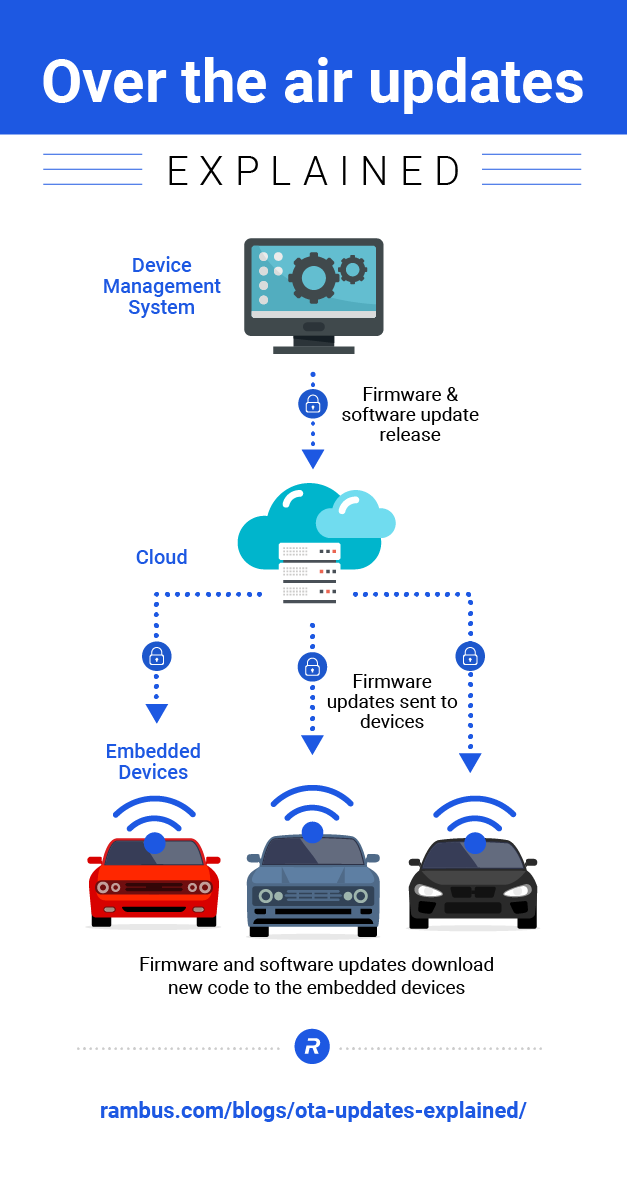 Over the air updates
EXPLAINED
Device
Management
System
Firmware &
software update
release
Cloud
Firmware
updates sent to
devices
Embedded
Devices
Firmware and software updates download
new code to the embedded devices
R
rambus.com/blogs/ota-updates-explained/